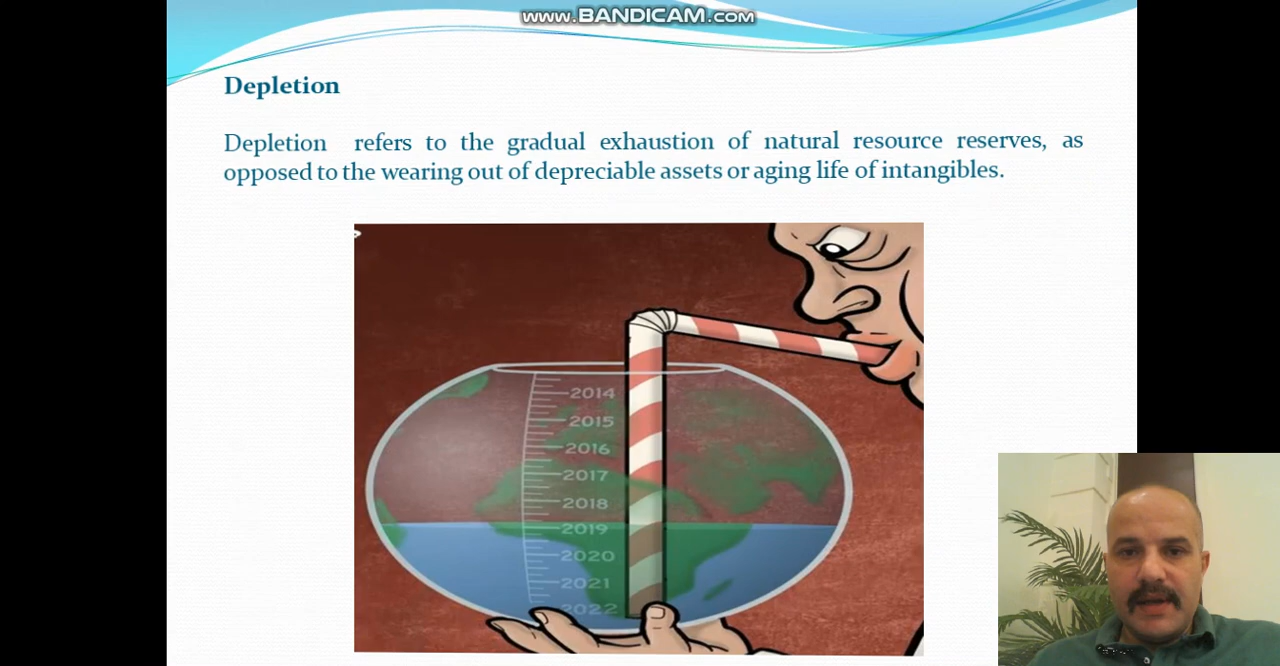 www.BANDICAM.com
Depletion
Depletion refers to the gradual exhaustion of natural resource reserves, as
opposed to the wearing out of depreciable assets or aging life of intangibles.
2014
2015
2016
2017
2018
2019
2020
2021
2022